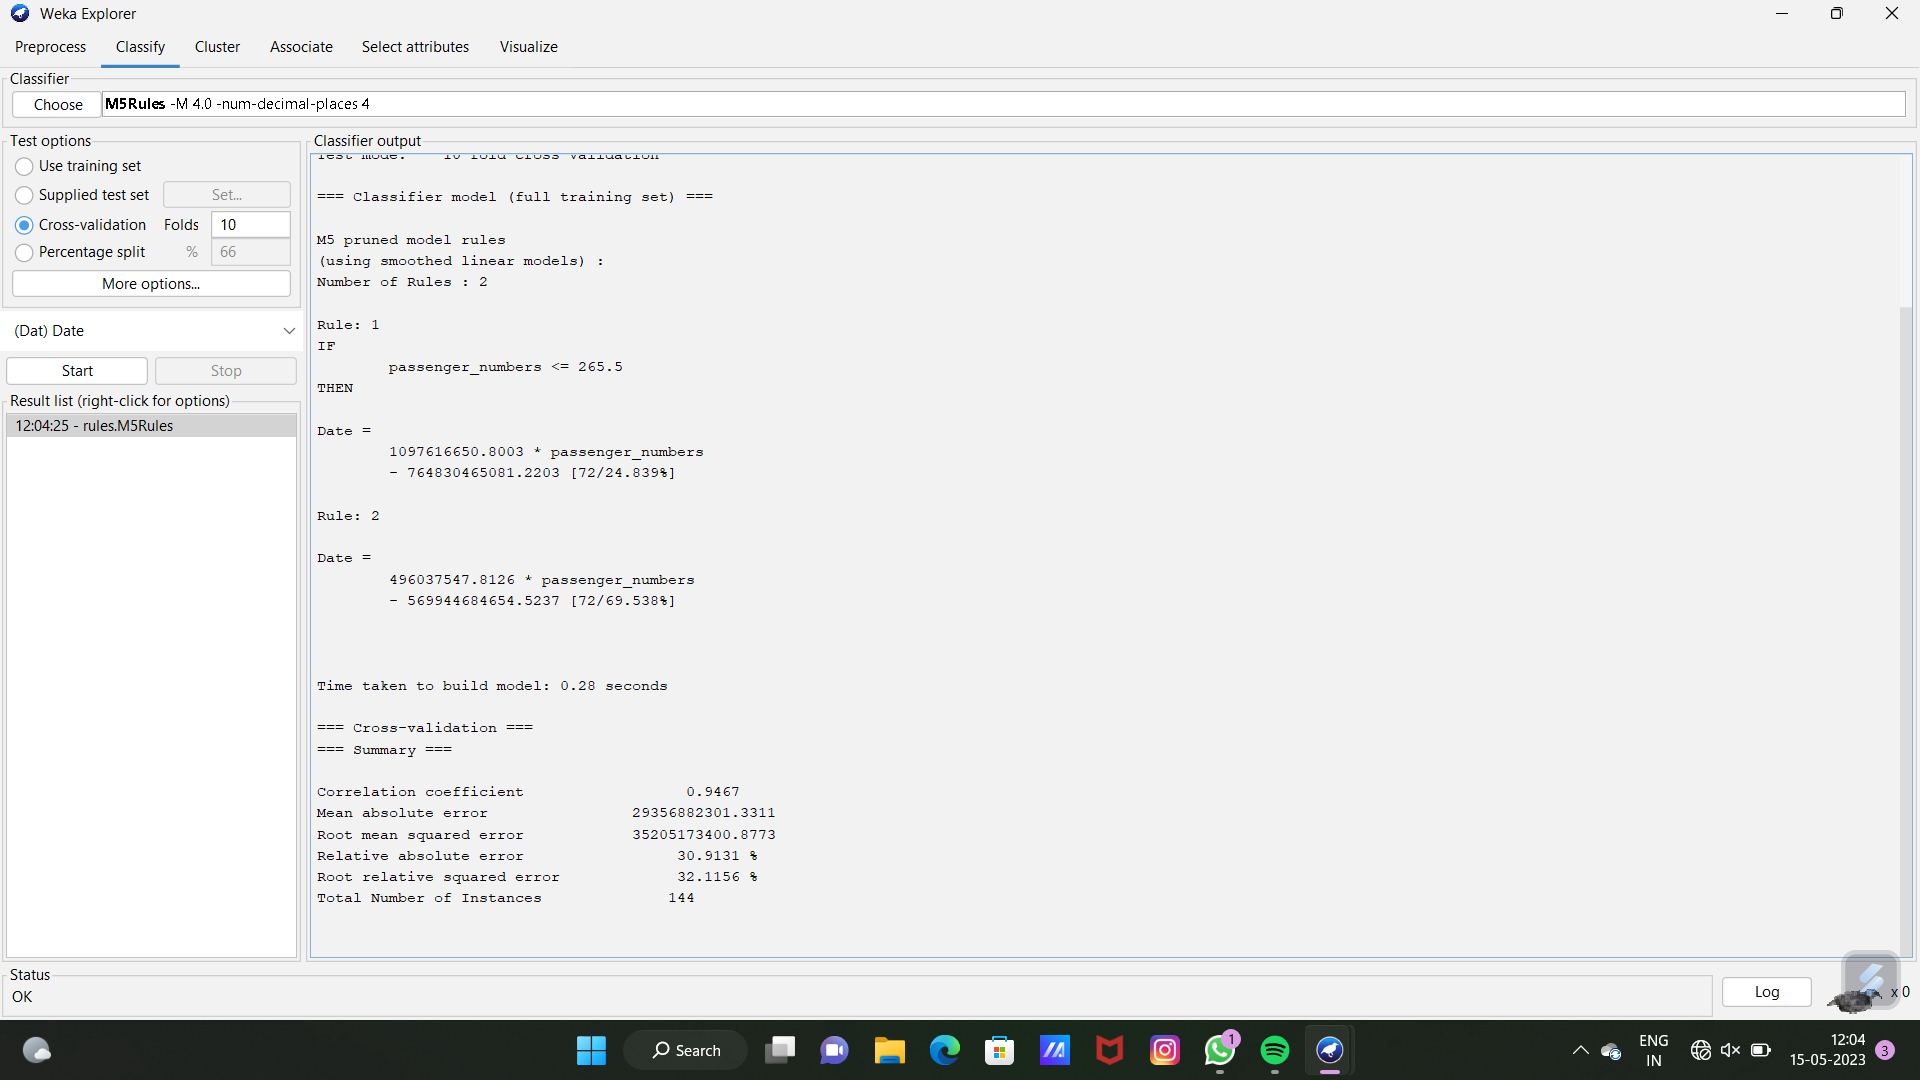 Weka Explorer
Preprocess Classify Cluster Associate Select attributes Visualize
Classifier
Choose M5Rules -M 4.0 -num-decimal-places 4
Test options
Use training set
Supplied test set Set...
Cross-validation Folds 10
Percentage split % 66
More options...
(Dat) Date
Start Stop
Result list (right-click for options)
12:04:25 - rules.M5Rules
Classifier output
Test mode: 10-fold cross-validation
=== Classifier model (full training set) ===
M5 pruned model rules
(using smoothed linear models) :
Number of Rules : 2
Rule: 1
IF
passenger_numbers <= 265.5
THEN
Date =
1097616650.8003 * passenger_numbers
- 764830465081.2203 [72/24.839%]
Rule: 2
Date =
496037547.8126 * passenger_numbers
- 569944684654.5237 [72/69.538%]
Time taken to build model: 0.28 seconds
=== Cross-validation ===
=== Summary ===
Correlation coefficient 0.9467
Mean absolute error 29356882301.3311
Root mean squared error 35205173400.8773
Relative absolute error 30.9131 %
Root relative squared error 32.1156 %
Total Number of Instances 144
Status
OK
Log
x 0
Search
1
ENG
IN
12:04
15-05-2023
3